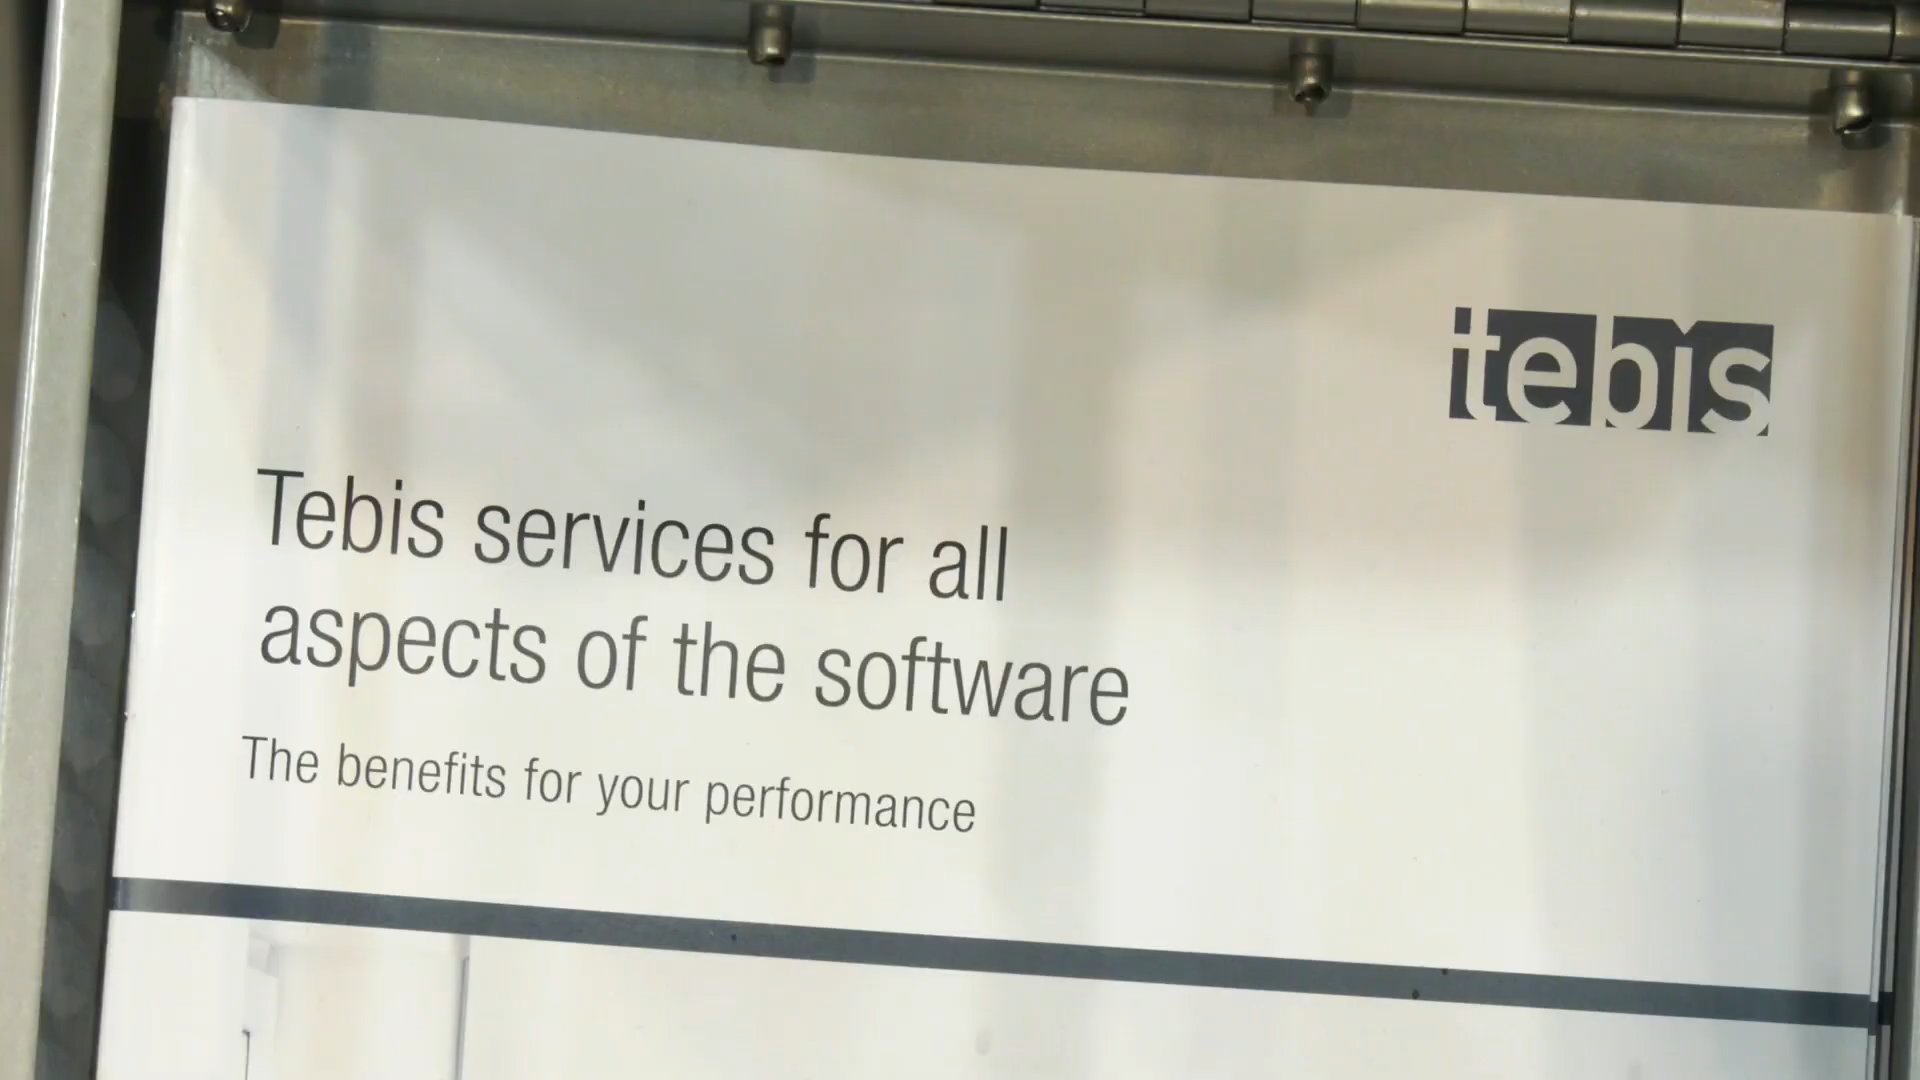 tebis
Tebis services for all
aspects of the software
The benefits for your performance